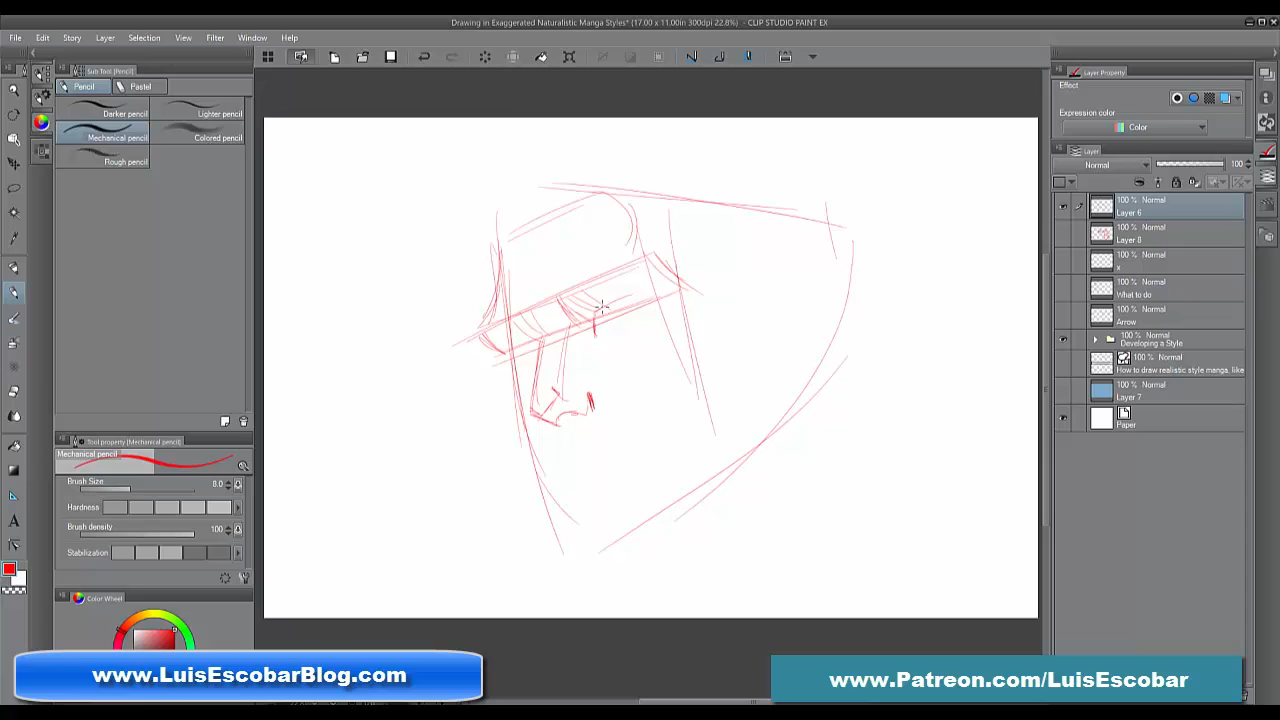 Drawing in Exaggerated Naturalistic Manga Styles* (17.00 x 11.00in 300dpi 22.8%) - CLIP STUDIO PAINT EX
File Edit Story Layer Selection View Filter Window Help
Sub Tool [Pencil]
Pencil Pastel
Darker pencil Lighter pencil
Mechanical pencil Colored pencil
Rough pencil
Tool property [Mechanical pencil]
Mechanical pencil
Brush Size 8.0
Hardness
Brush density 100
Stabilization
Color Wheel
Layer Property
Effect
Expression color
Color
Layer
Normal 100
100 % Normal
Layer 6
100 % Normal
Layer 8
100 % Normal
x
100 % Normal
What to do
100 % Normal
Arrow
100 % Normal
Developing a Style
100 % Normal
How to draw realistic style manga, like
100 % Normal
Layer 7
100 % Normal
Paper
www.LuisEscobarBlog.com
www.Patreon.com/LuisEscobar